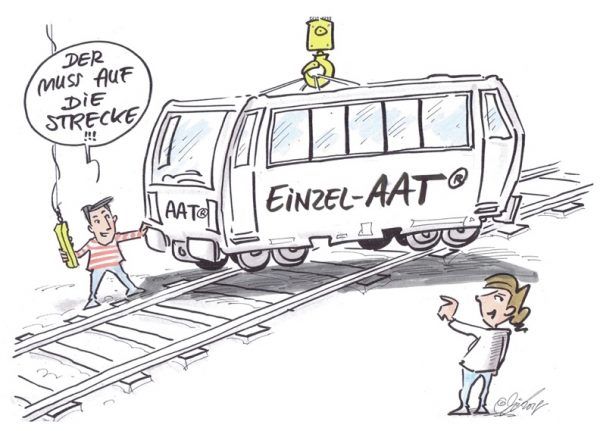 DER
MUSS AUF
DIE
STRECKE
!!!
AAT®
EINZEL-AAT®